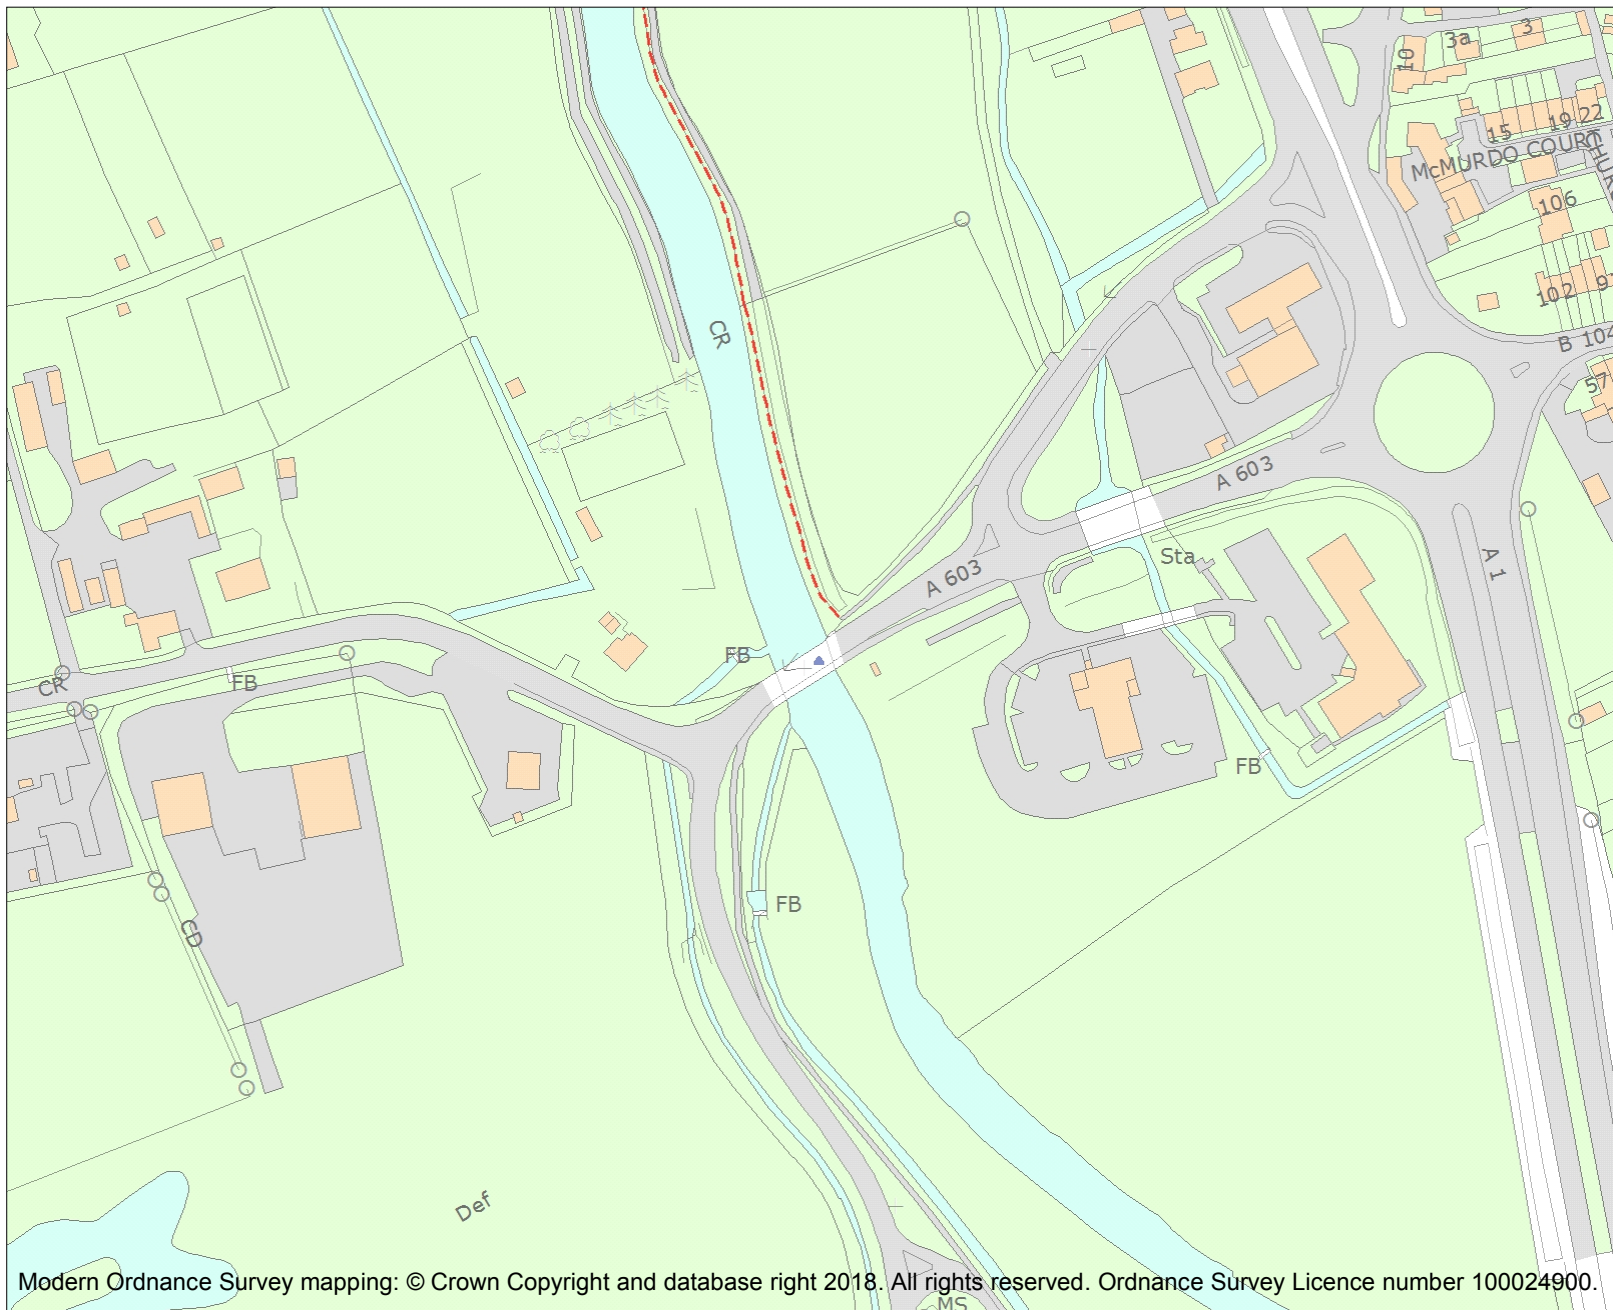 3
3a
10
15
19 22
McMURDO COURT
106
102
CR
B 104
57
A 603
A 603
Sta
A 1
FB
CR
FB
FB
FB
CD
Def
Modern Ordnance Survey mapping: © Crown Copyright and database right 2018. All rights reserved. Ordnance Survey Licence number 100024900.
MS